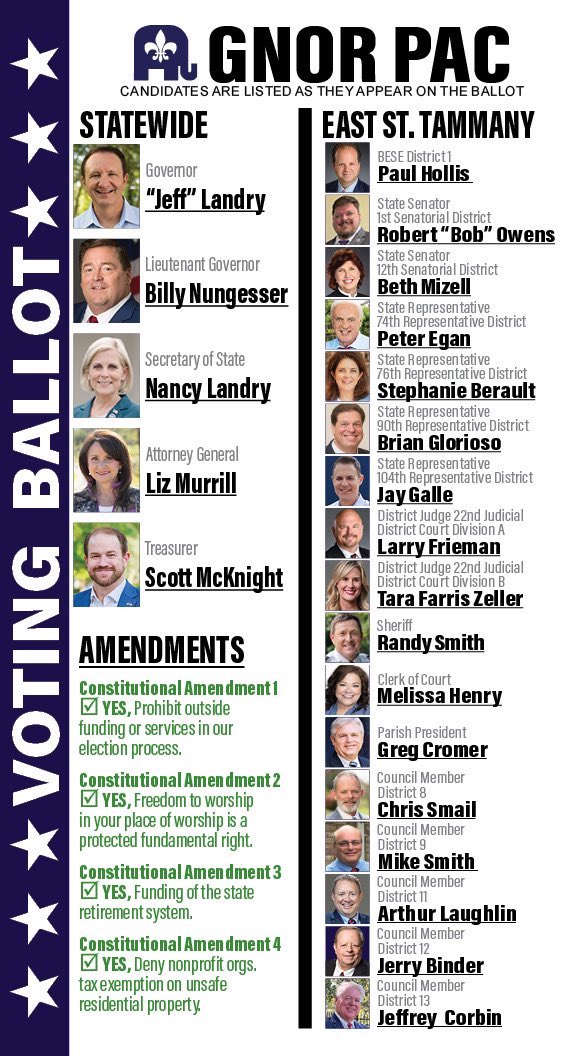 VOTING BALLOT
GNOR PAC
CANDIDATES ARE LISTED AS THEY APPEAR ON THE BALLOT
STATEWIDE
Governor
“Jeff” Landry
Lieutenant Governor
Billy Nungesser
Secretary of State
Nancy Landry
Attorney General
Liz Murrill
Treasurer
Scott McKnight
AMENDMENTS
Constitutional Amendment 1
☑ YES, Prohibit outside
funding or services in our
election process.
Constitutional Amendment 2
☑ YES, Freedom to worship
in your place of worship is a
protected fundamental right.
Constitutional Amendment 3
☑ YES, Funding of the state
retirement system.
Constitutional Amendment 4
☑ YES, Deny nonprofit orgs.
tax exemption on unsafe
residential property.
EAST ST. TAMMANY
BESE District 1
Paul Hollis
State Senator
1st Senatorial District
Robert “Bob” Owens
State Senator
12th Senatorial District
Beth Mizell
State Representative
74th Representative District
Peter Egan
State Representative
76th Representative District
Stephanie Berault
State Representative
90th Representative District
Brian Glorioso
State Representative
104th Representative District
Jay Galle
District Judge 22nd Judicial
District Court Division A
Larry Frieman
District Judge 22nd Judicial
District Court Division B
Tara Farris Zeller
Sheriff
Randy Smith
Clerk of Court
Melissa Henry
Parish President
Greg Cromer
Council Member
District 8
Chris Smail
Council Member
District 9
Mike Smith
Council Member
District 11
Arthur Laughlin
Council Member
District 12
Jerry Binder
Council Member
District 13
Jeffrey Corbin